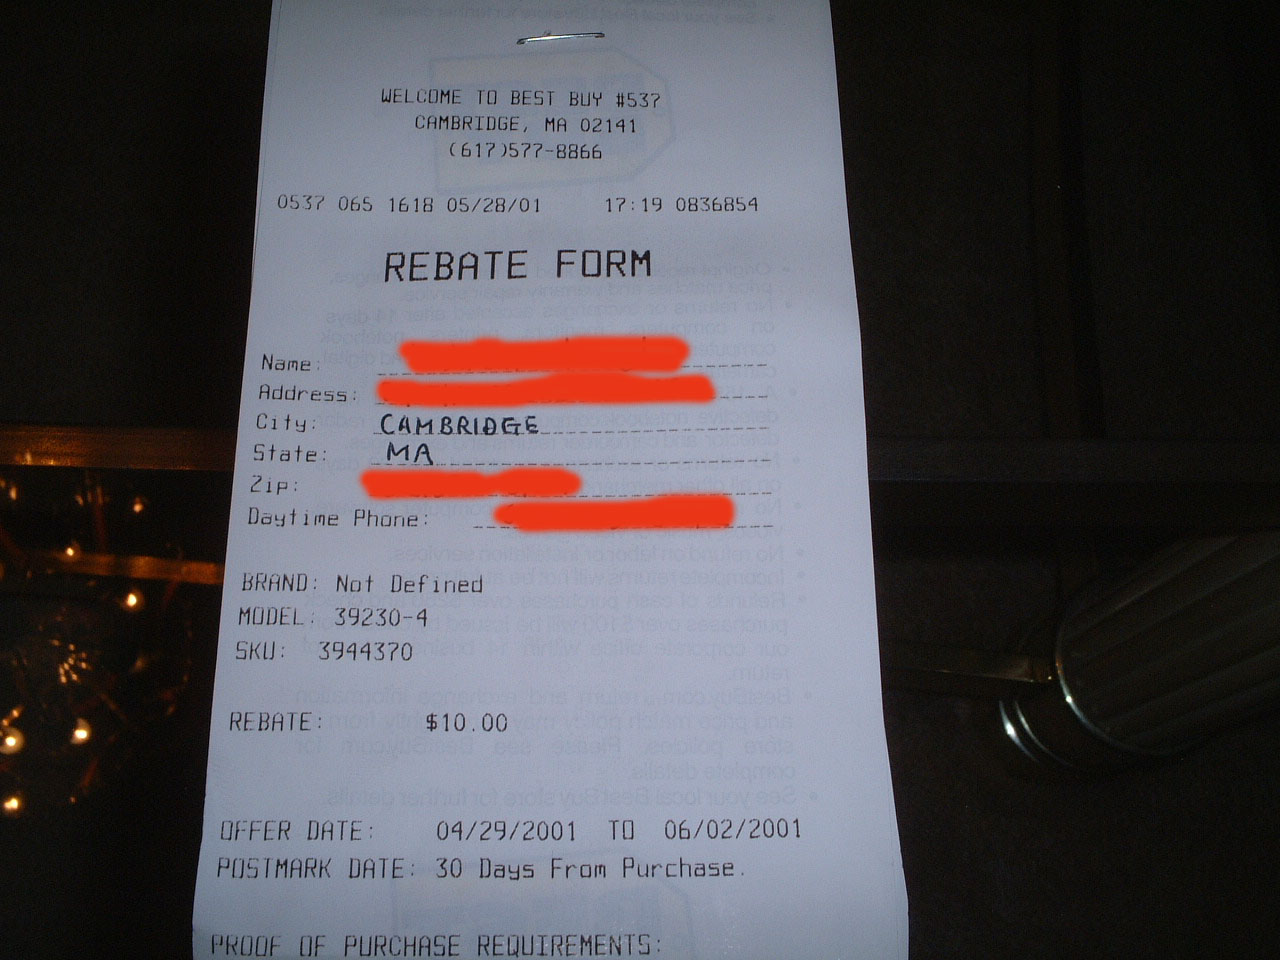 WELCOME TO BEST BUY #537
CAMBRIDGE, MA 02141
(617)577-8866
0537 065 1618 05/28/01 17:19 0836854
REBATE FORM
Name:
Address:
City: CAMBRIDGE
State: MA
Zip:
Daytime Phone:
BRAND: Not Defined
MODEL: 39230-4
SKU: 3944370
REBATE: $10.00
OFFER DATE: 04/29/2001 TO 06/02/2001
POSTMARK DATE: 30 Days From Purchase.
PROOF OF PURCHASE REQUIREMENTS: